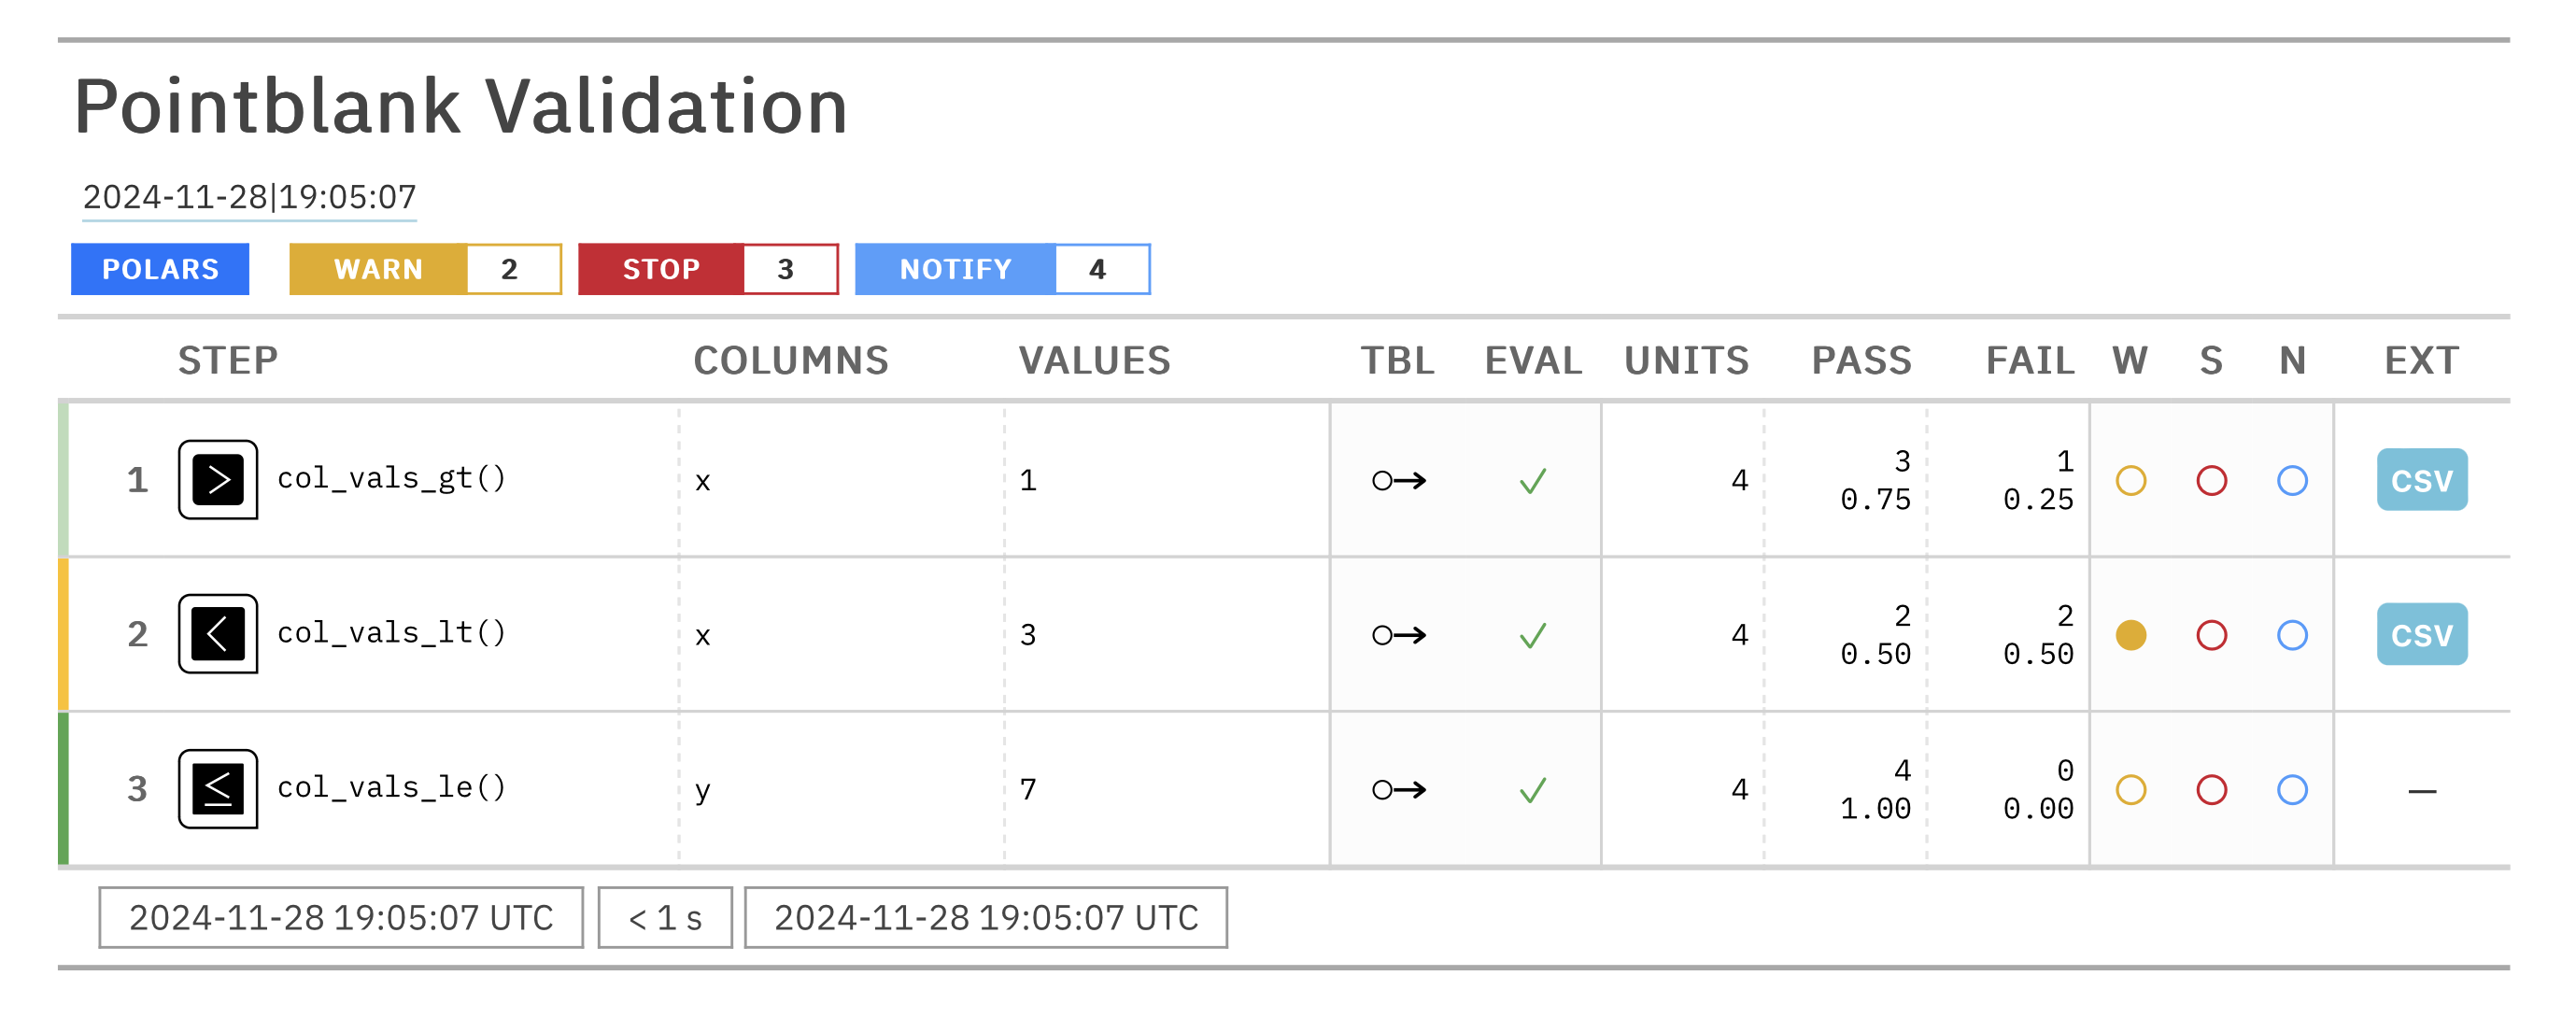 Pointblank Validation
2024-11-28|19:05:07
POLARS WARN 2 STOP 3 NOTIFY 4
STEP COLUMNS VALUES TBL EVAL UNITS PASS FAIL W S N EXT
1 > col_vals_gt() x 1 ✓ 4 3 0.75 1 0.25 CSV
2 < col_vals_lt() x 3 ✓ 4 2 0.50 2 0.50 CSV
3 ≤ col_vals_le() y 7 ✓ 4 4 1.00 0 0.00 —
2024-11-28 19:05:07 UTC < 1 s 2024-11-28 19:05:07 UTC